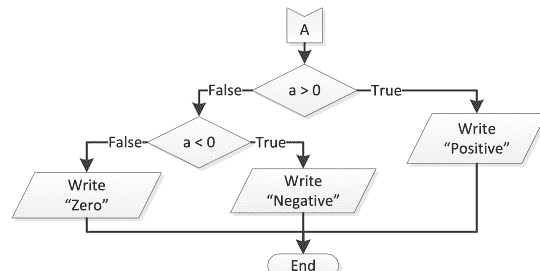 A
False
a > 0
True
False
a < 0
True
Write
“Positive”
Write
“Zero”
Write
“Negative”
End